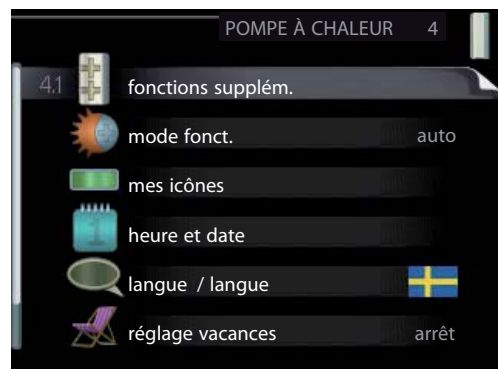 POMPE À CHALEUR 4
4.1 fonctions supplém.
mode fonct. auto
mes icônes
1
heure et date
langue / langue
réglage vacances arrêt